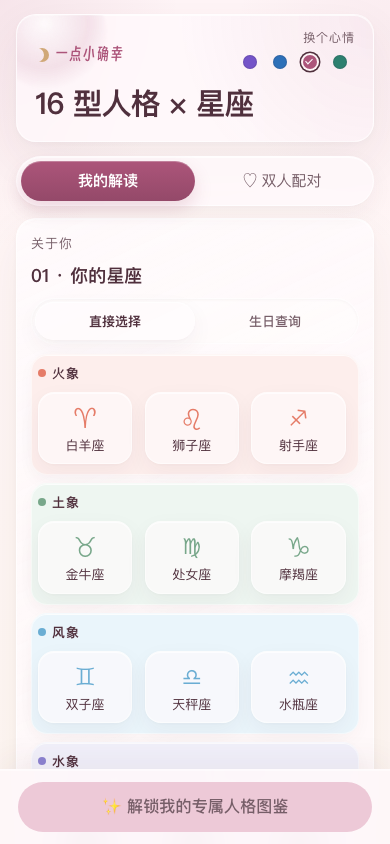 换个心情
一点小确幸
16 型人格 × 星座
我的解读
♡ 双人配对
关于你
01 · 你的星座
直接选择
生日查询
火象
白羊座
狮子座
射手座
土象
金牛座
处女座
摩羯座
风象
双子座
天秤座
水瓶座
水象
✨ 解锁我的专属人格图鉴